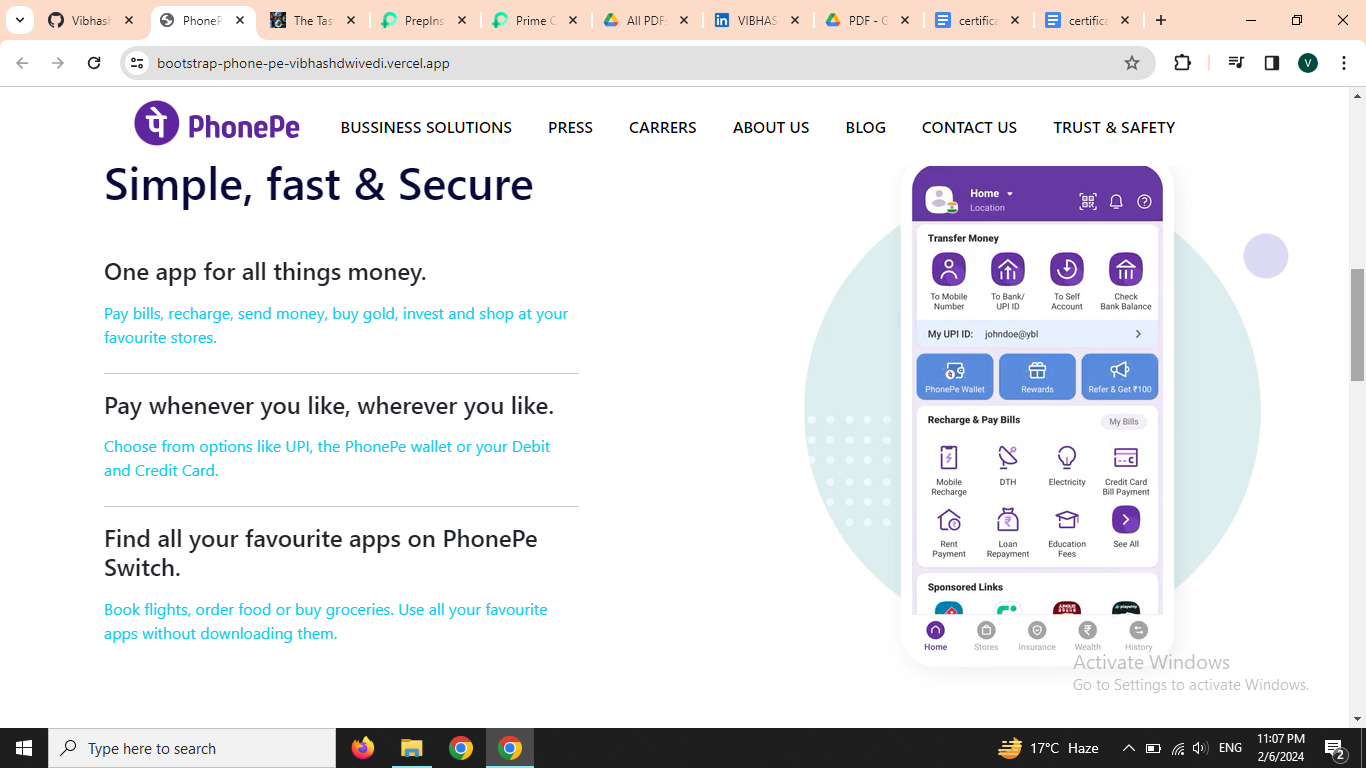 Vibhash
PhonePe
The Tas
PrepIns
Prime C
All PDF
VIBHAS
PDF - G
certifica
certifica
bootstrap-phone-pe-vibhashdwivedi.vercel.app
V
पे PhonePe
BUSSINESS SOLUTIONS
PRESS
CARRERS
ABOUT US
BLOG
CONTACT US
TRUST & SAFETY
Simple, fast & Secure
One app for all things money.
Pay bills, recharge, send money, buy gold, invest and shop at your
favourite stores.
Pay whenever you like, wherever you like.
Choose from options like UPI, the PhonePe wallet or your Debit
and Credit Card.
Find all your favourite apps on PhonePe
Switch.
Book flights, order food or buy groceries. Use all your favourite
apps without downloading them.
Home
Location
Transfer Money
To Mobile
Number
To Bank/
UPI ID
To Self
Account
Check
Bank Balance
My UPI ID: johndoe@ybl
PhonePe Wallet
Rewards
Refer & Get ₹100
Recharge & Pay Bills
My Bills
Mobile
Recharge
DTH
Electricity
Credit Card
Bill Payment
Rent
Payment
Loan
Repayment
Education
Fees
See All
Sponsored Links
Home
Stores
Insurance
Wealth
History
Activate Windows
Go to Settings to activate Windows.
Type here to search
17°C Haze
ENG
11:07 PM
2/6/2024
2